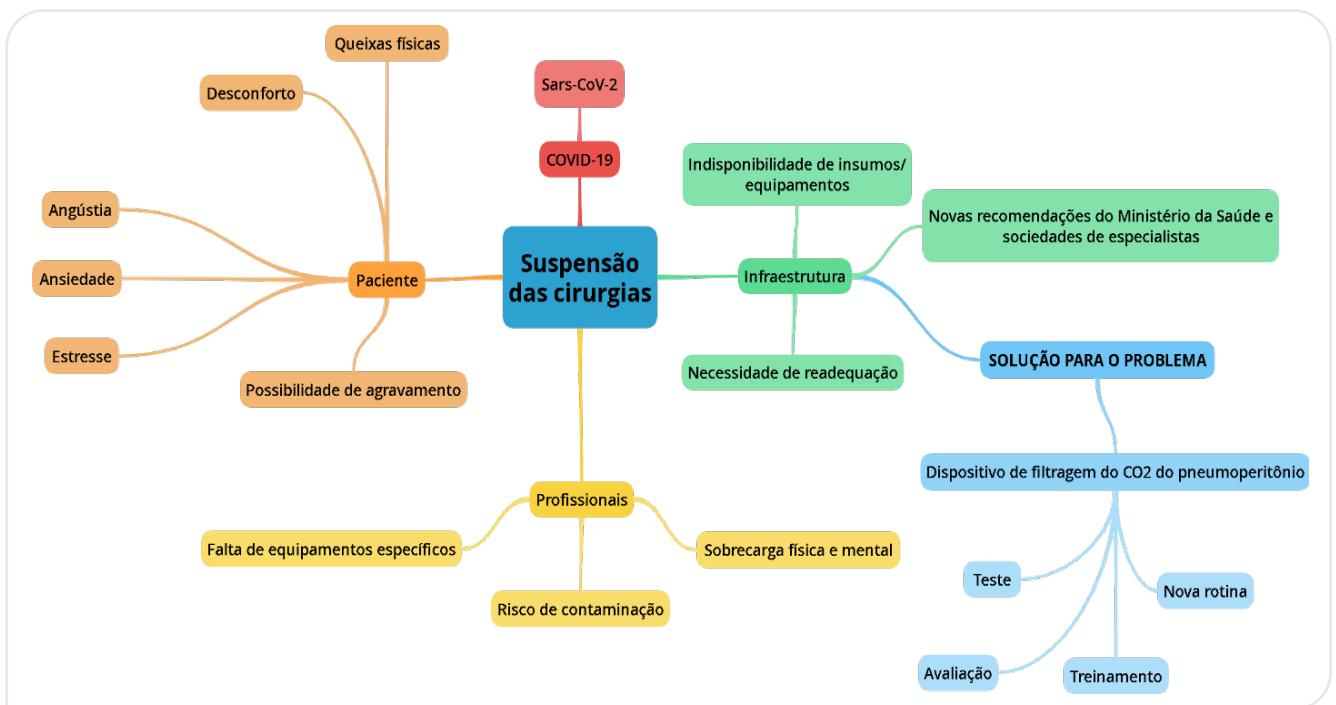 Queixas físicas
Desconforto
Angústia
Ansiedade
Estresse
Paciente
Possibilidade de agravamento
Sars-CoV-2
COVID-19
Suspensão
das cirurgias
Indisponibilidade de insumos/
equipamentos
Novas recomendações do Ministério da Saúde e
sociedades de especialistas
Infraestrutura
Necessidade de readequação
SOLUÇÃO PARA O PROBLEMA
Dispositivo de filtragem do CO2 do pneumoperitônio
Teste
Nova rotina
Avaliação
Treinamento
Profissionais
Falta de equipamentos específicos
Sobrecarga física e mental
Risco de contaminação